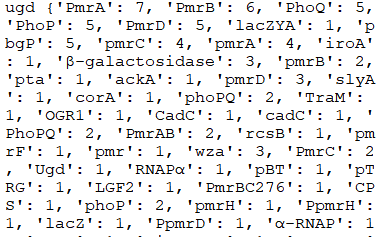 ugd {'PmrA': 7, 'PmrB': 6, 'PhoQ': 5,
'PhoP': 5, 'PmrD': 5, 'lacZYA': 1, 'p
bgP': 5, 'pmrC': 4, 'pmrA': 4, 'iroA'
: 1, 'β-galactosidase': 3, 'pmrB': 2,
'pta': 1, 'ackA': 1, 'pmrD': 3, 'slyA
': 1, 'corA': 1, 'phoPQ': 2, 'TraM':
1, 'OGR1': 1, 'CadC': 1, 'cadC': 1, '
PhoPQ': 2, 'PmrAB': 2, 'rcsB': 1, 'pm
rF': 1, 'pmr': 1, 'wza': 3, 'PmrC': 2
, 'Ugd': 1, 'RNAPα': 1, 'pBT': 1, 'pT
RG': 1, 'LGF2': 1, 'PmrBC276': 1, 'CP
S': 1, 'phoP': 2, 'pmrH': 1, 'PpmrH':
1, 'lacZ': 1, 'PpmrD': 1, 'α-RNAP': 1